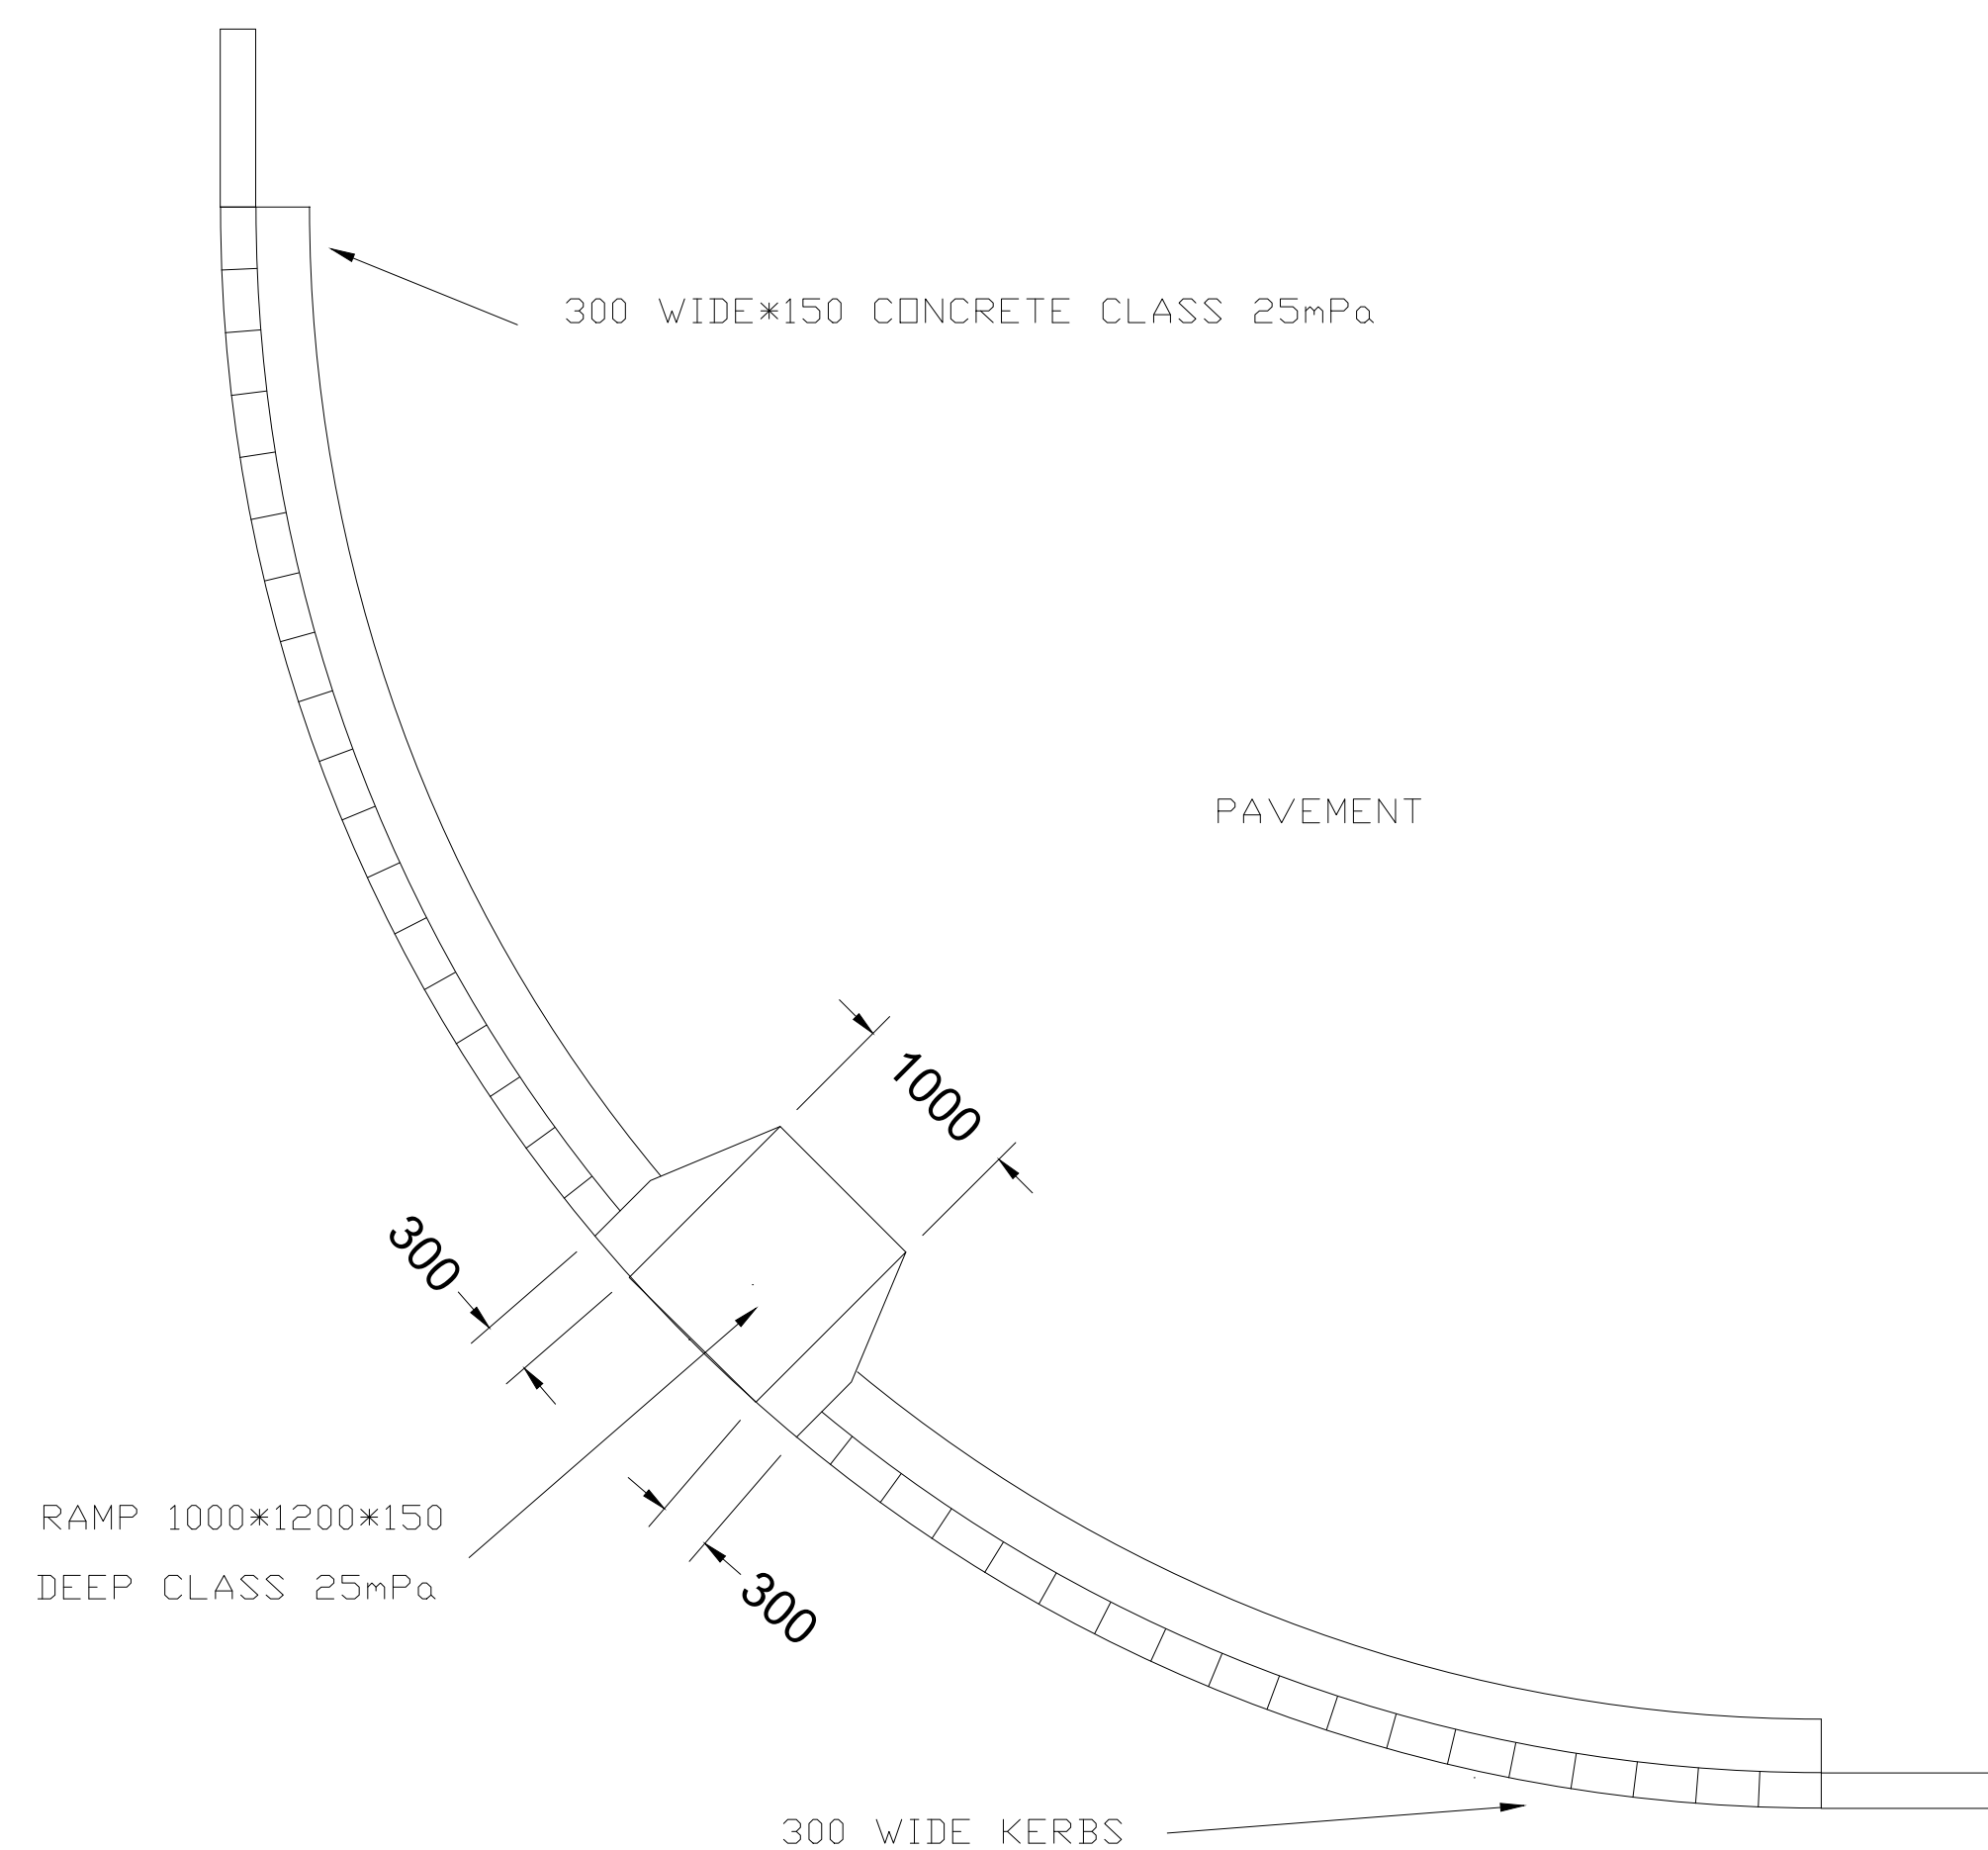 300 WIDE*150 CONCRETE CLASS 25mPa
PAVEMENT
1000
300
RAMP 1000*1200*150
DEEP CLASS 25mPa
300
300 WIDE KERBS